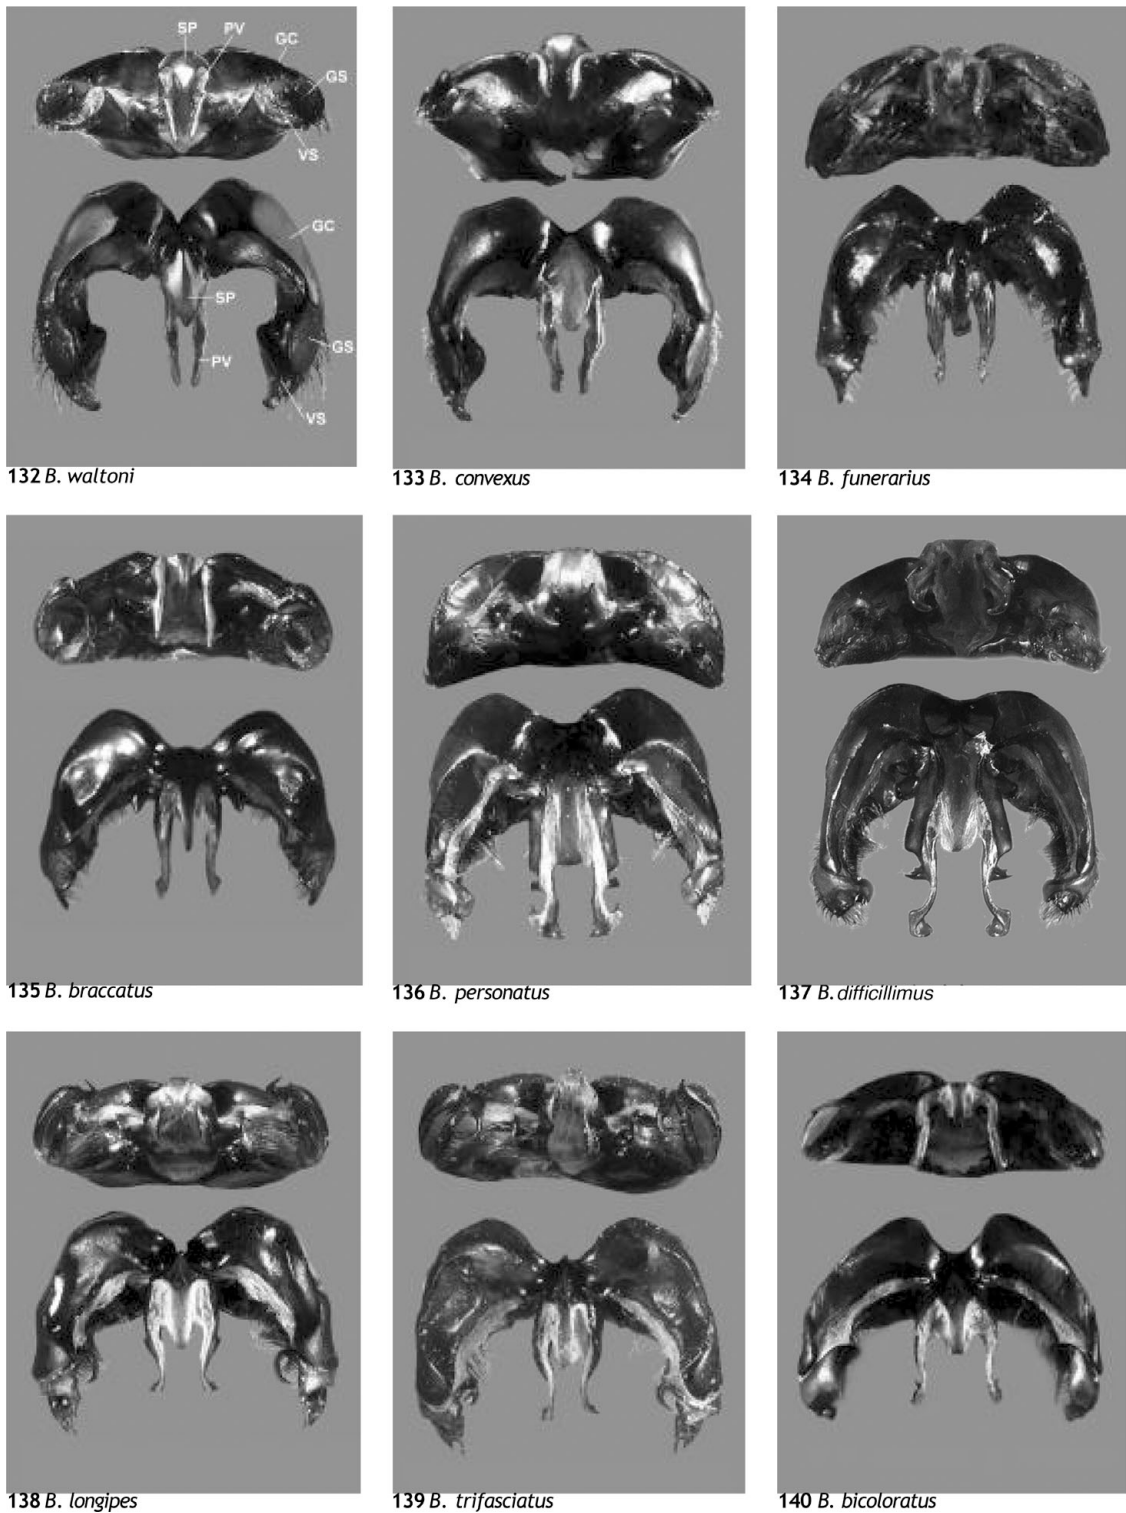 SP PV GC
GS
VS
GC
SP
GS
PV
VS
132 B. waltoni
133 B. convexus
134 B. funerarius
135 B. braccatus
136 B. personatus
137 B. difficillimus
138 B. longipes
139 B. trifasciatus
140 B. bicoloratus